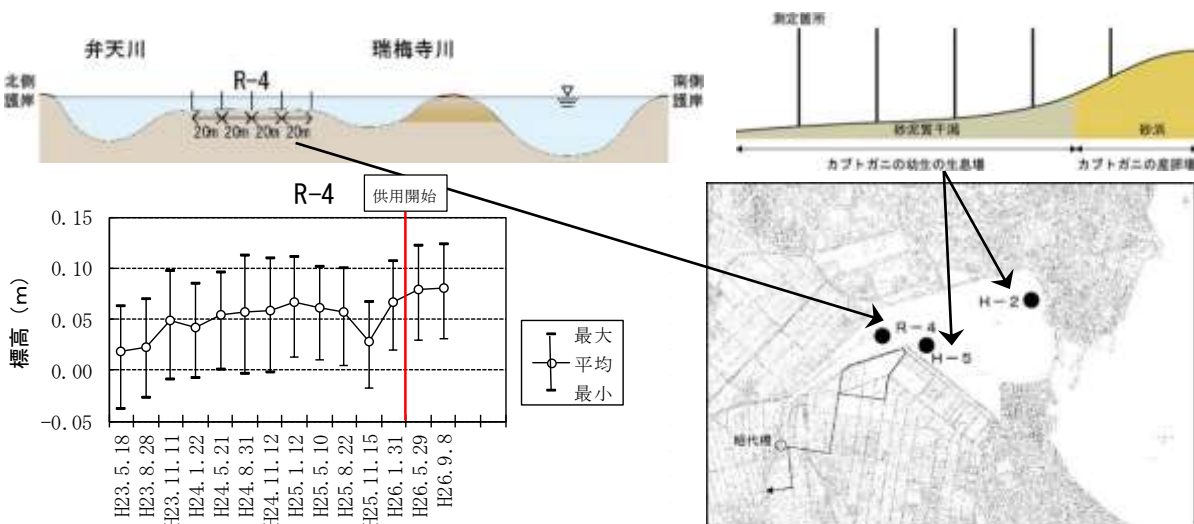 弁天川
瑞梅寺川
北側
護岸
R-4
南側
護岸
20m 20m 20m 20m
測定箇所
砂泥質干潟
砂浜
カブトガニの幼生の生息場
カブトガニの産卵場
R-4
供用開始
標高 (m)
0.15
0.10
0.05
0.00
-0.05
最大
平均
最小
H23.5.18
H23.8.28
H23.11.11
H24.1.22
H24.5.21
H24.8.31
H24.11.12
H25.1.12
H25.5.10
H25.8.22
H25.11.15
H26.1.31
H26.5.29
H26.9.8
H-2
R-4
H-5